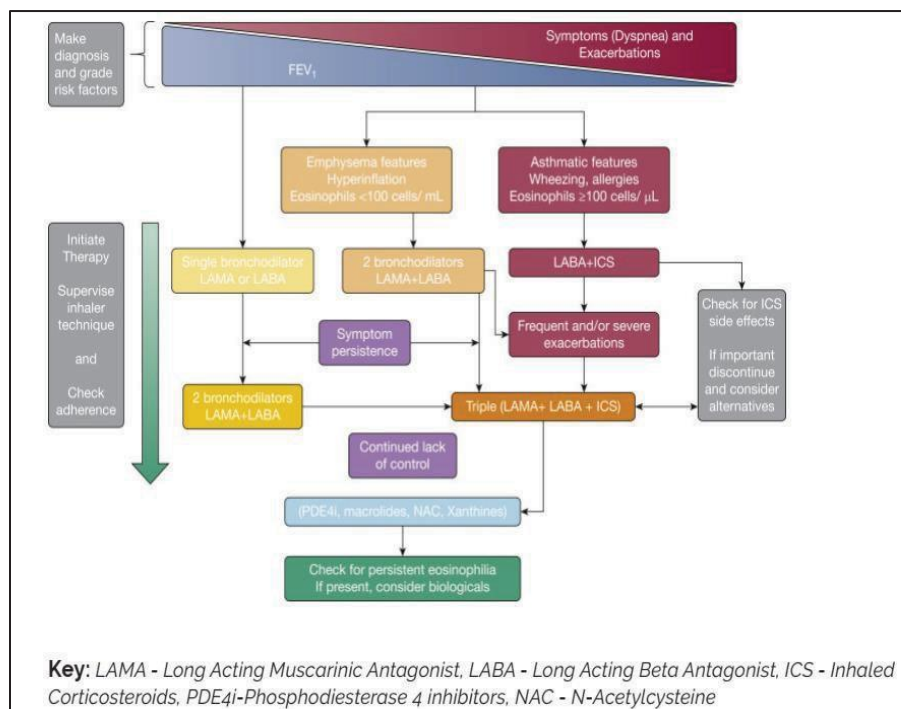 Make
diagnosis
and grade
risk factors
Symptoms (Dyspnea) and
Exacerbations
FEV₁
Emphysema features
Hyperinflation
Eosinophils <100 cells/ mL
Asthmatic features
Wheezing, allergies
Eosinophils ≥100 cells/ μL
Initiate
Therapy
Supervise
inhaler
technique
and
Check
adherence
Single bronchodilator
LAMA or LABA
2 bronchodilators
LAMA+LABA
LABA+ICS
Check for ICS
side effects
If important
discontinue
and consider
alternatives
Symptom
persistence
Frequent and/or severe
exacerbations
2 bronchodilators
LAMA+LABA
Triple (LAMA+ LABA + ICS)
Continued lack
of control
(PDE4i, macrolides, NAC, Xanthines)
Check for persistent eosinophilia
If present, consider biologicals
Key: LAMA - Long Acting Muscarinic Antagonist, LABA - Long Acting Beta Antagonist, ICS - Inhaled
Corticosteroids, PDE4i-Phosphodiesterase 4 inhibitors, NAC - N-Acetylcysteine